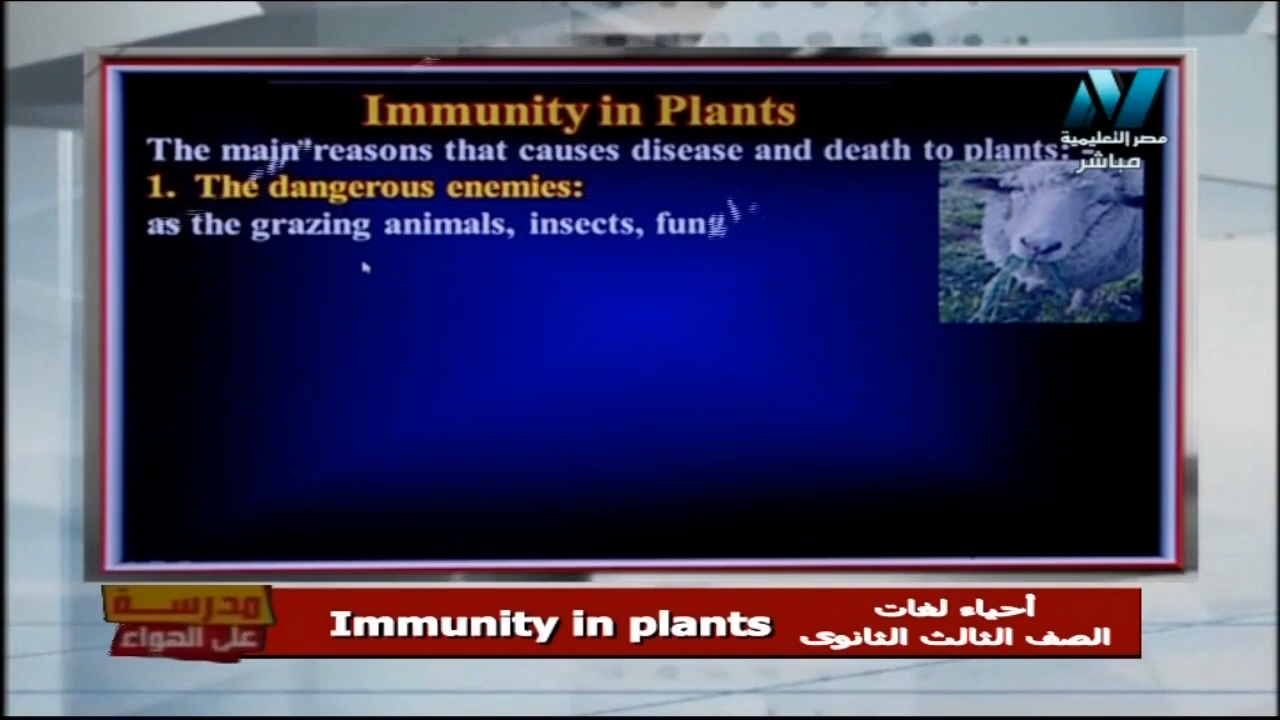 Immunity in Plants
مصر التعليمية
مباشر
The main reasons that causes disease and death to plants:
1. The dangerous enemies:
as the grazing animals, insects,
مدرسة
على الهواء
Immunity in plants
أحياء لغات
الصف الثالث الثانوى